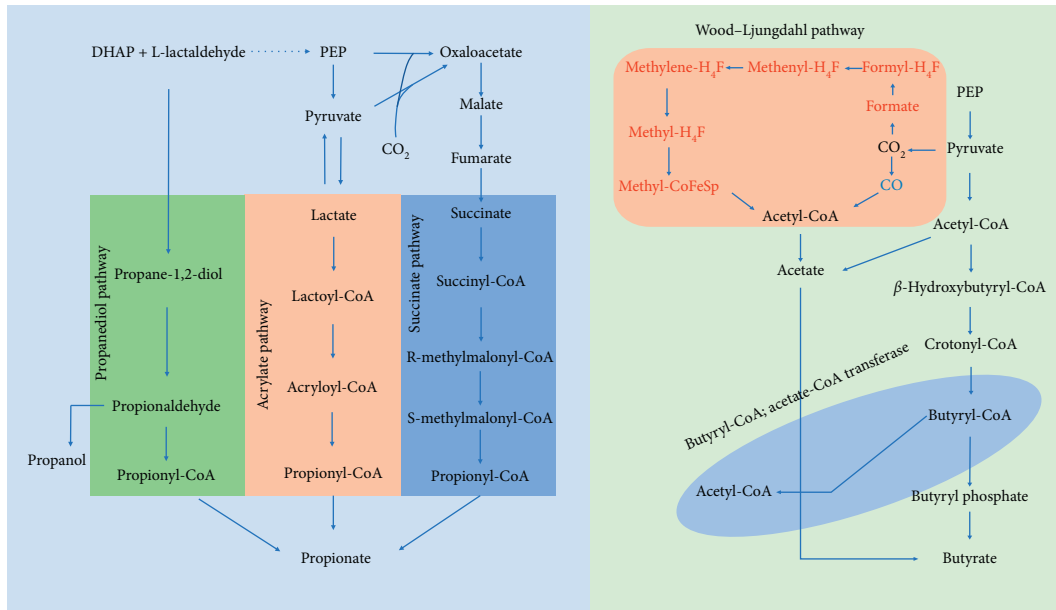 DHAP + L-lactaldehyde
PEP
Oxaloacetate
Pyruvate
Malate
CO₂
Fumarate
Propanediol pathway
Propane-1,2-diol
Propionaldehyde
Propanol
Propionyl-CoA
Acrylate pathway
Lactate
Lactoyl-CoA
Acryloyl-CoA
Propionyl-CoA
Succinate pathway
Succinate
Succinyl-CoA
R-methylmalonyl-CoA
S-methylmalonyl-CoA
Propionyl-CoA
Propionate
Wood–Ljungdahl pathway
Methylene-H₄F
Methenyl-H₄F
Formyl-H₄F
PEP
Formate
Methyl-H₄F
CO₂
Pyruvate
Methyl-CoFeSp
CO
Acetyl-CoA
Acetyl-CoA
Acetate
β-Hydroxybutyryl-CoA
Crotonyl-CoA
Butyryl-CoA; acetate-CoA transferase
Butyryl-CoA
Acetyl-CoA
Butyryl phosphate
Butyrate